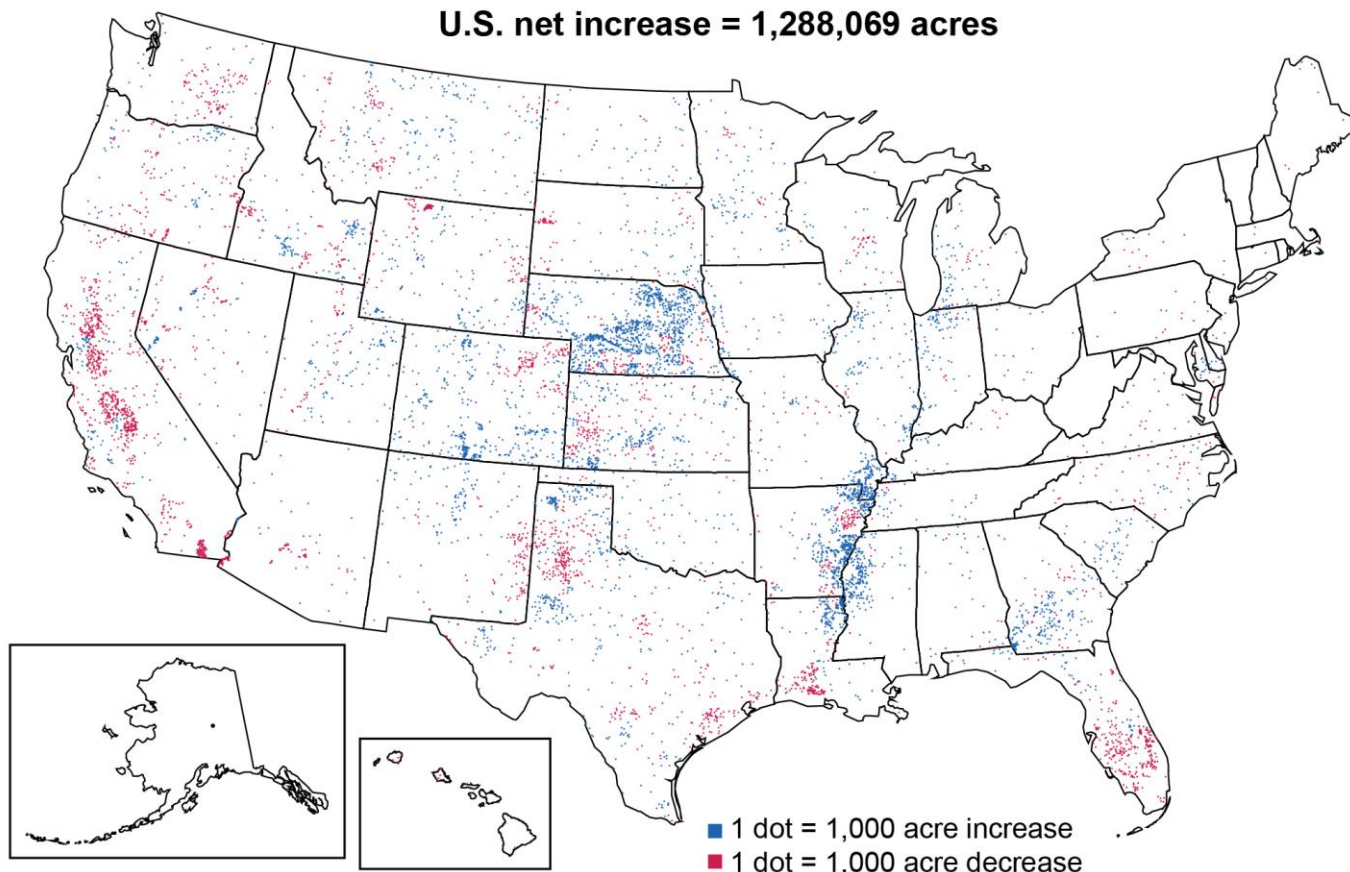 U.S. net increase = 1,288,069 acres
1 dot = 1,000 acre increase
1 dot = 1,000 acre decrease